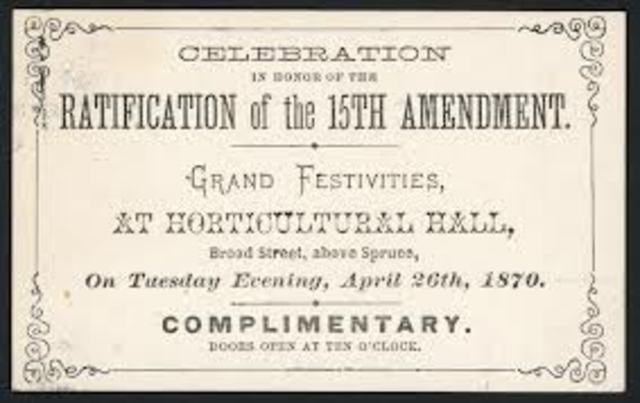 CELEBRATION
IN HONOR OF THE
RATIFICATION of the 15TH AMENDMENT.
GRAND FESTIVITIES,
AT HORTICULTURAL HALL,
Broad Street, above Spruce,
On Tuesday Evening, April 26th, 1870.
COMPLIMENTARY.
DOORS OPEN AT TEN O'CLOCK.